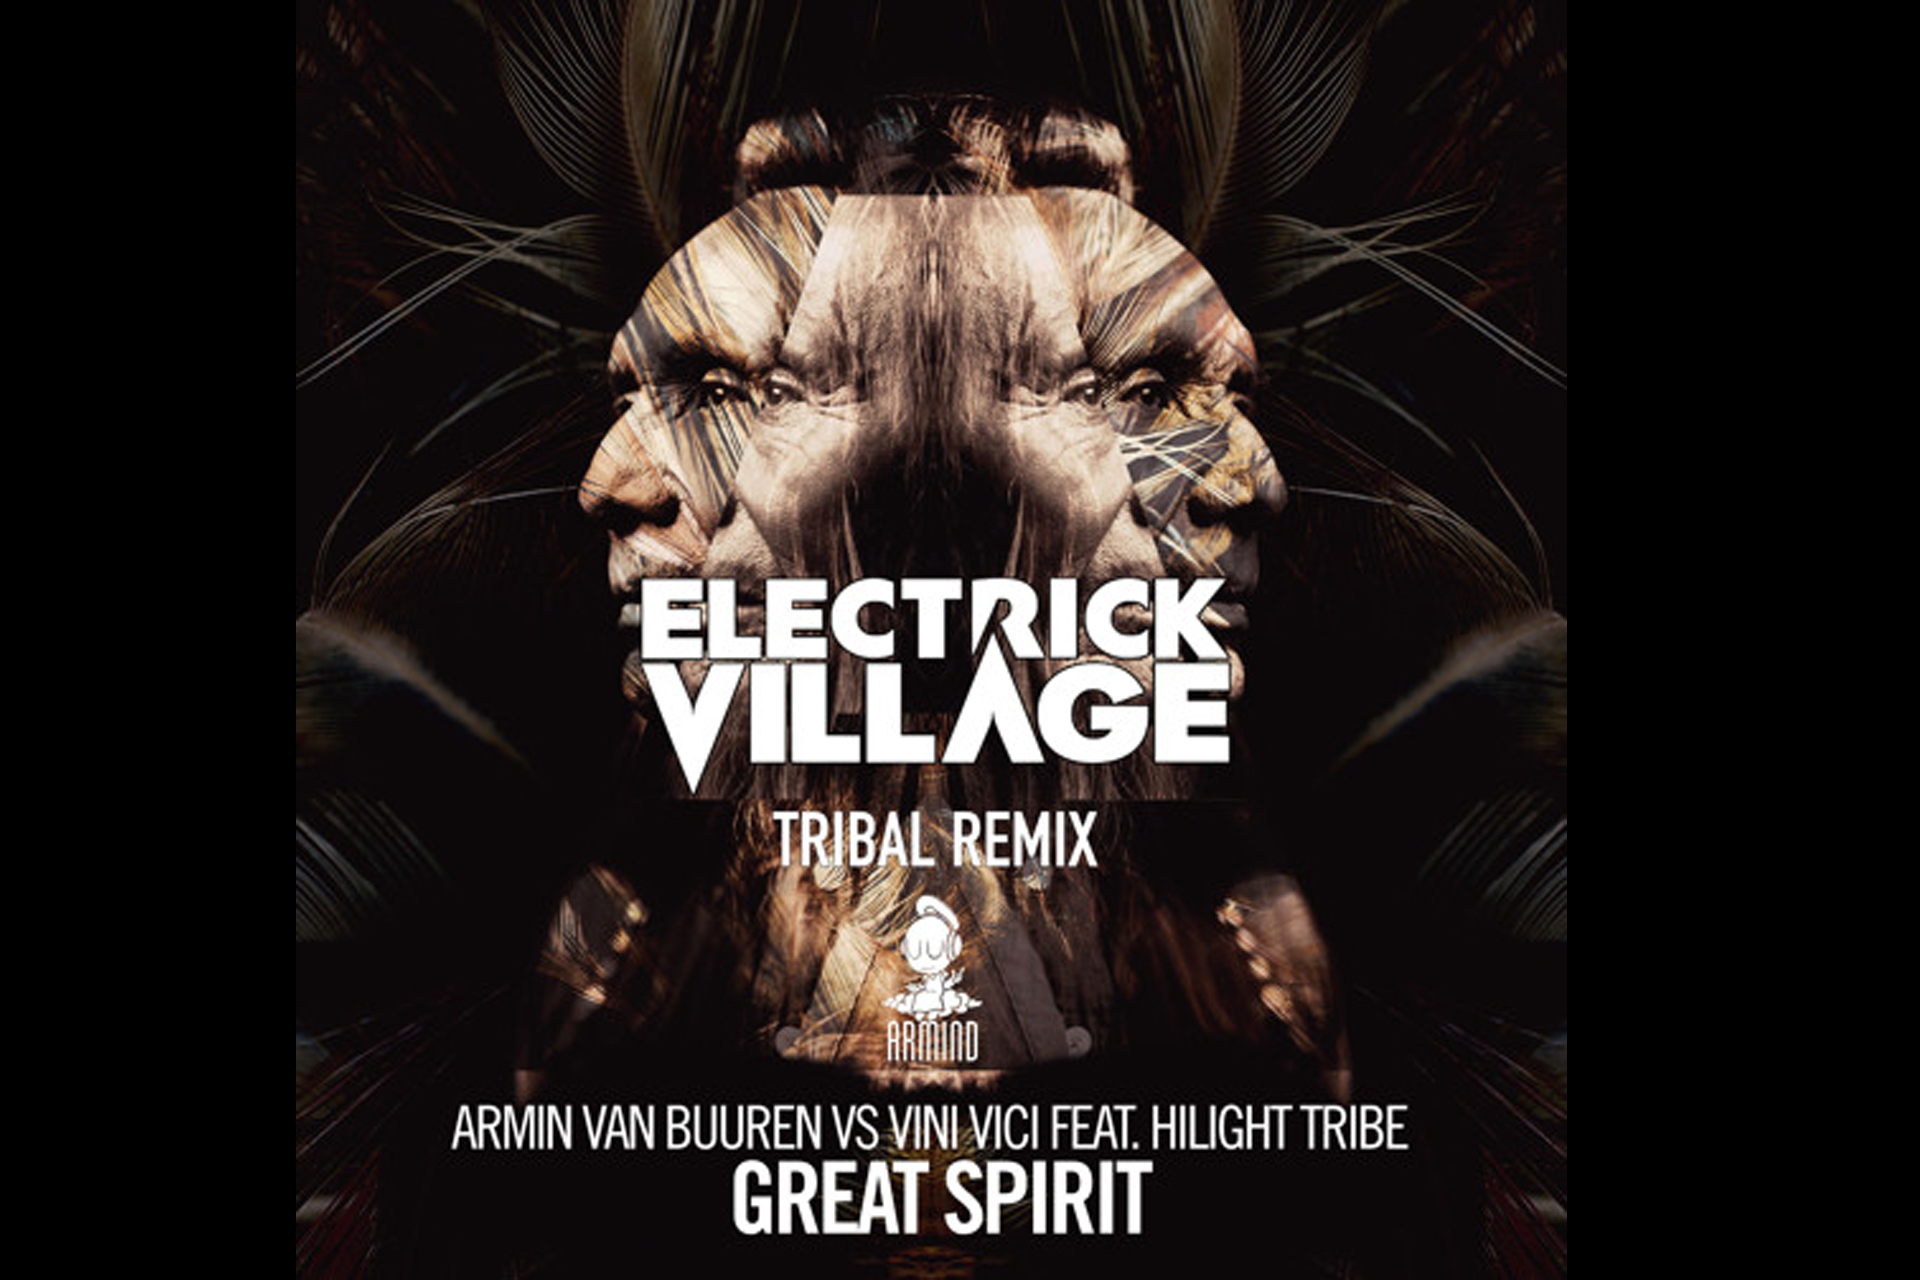 ELECTRICK
VILLAGE
TRIBAL REMIX
ARMIND
ARMIN VAN BUUREN VS VINI VICI FEAT. HILIGHT TRIBE
GREAT SPIRIT